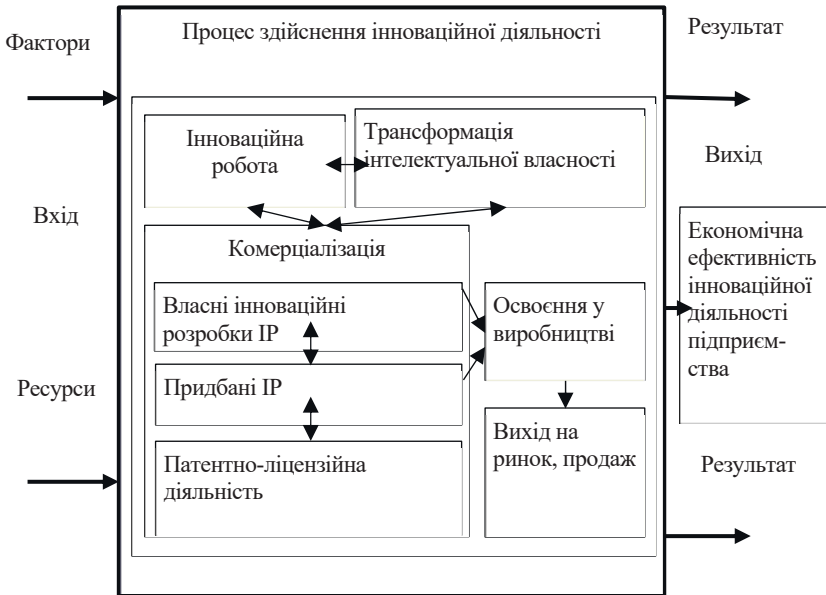 Процес здійснення інноваційної діяльності
Фактори
Результат
Інноваційна
робота
Трансформація
інтелектуальної власності
Вхід
Вихід
Комерціалізація
Економічна
ефективність
інноваційної
діяльності
підприєм-
ства
Власні інноваційні
розробки ІР
Освоєння у
виробництві
Придбані ІР
Ресурси
Вихід на
ринок, продаж
Патентно-ліцензійна
діяльність
Результат